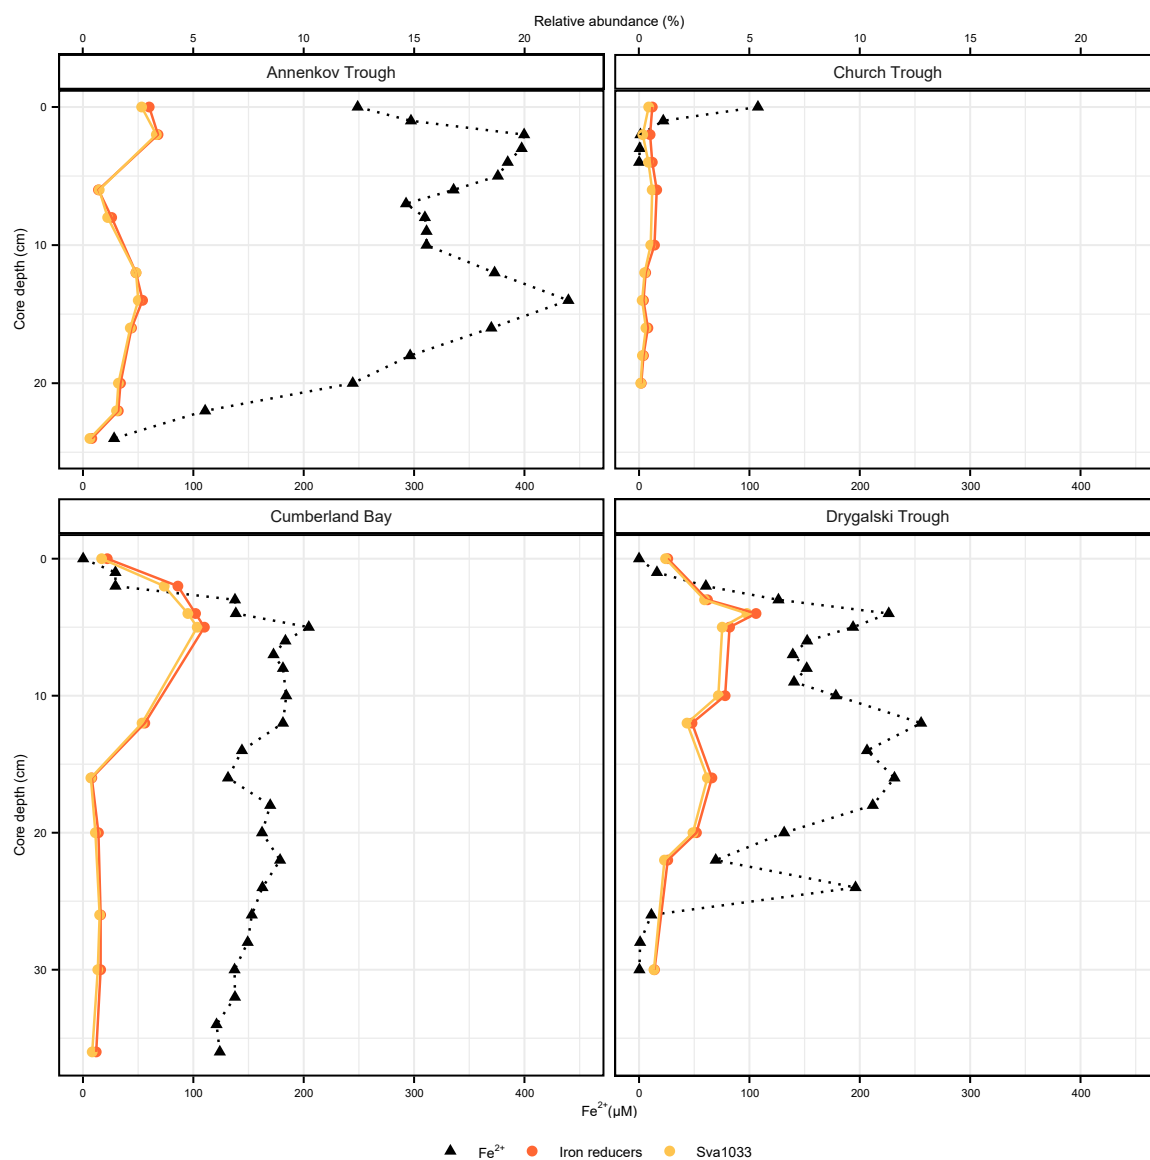 Relative abundance (%)
0 5 10 15 20 0 5 10 15 20
Annenkov Trough Church Trough
0
10
20
Core depth (cm)
0 100 200 300 400 0 100 200 300 400
Cumberland Bay Drygalski Trough
0
10
20
30
Core depth (cm)
0 100 200 300 400 0 100 200 300 400
Fe²⁺(µM)
Fe²⁺ Iron reducers Sva1033